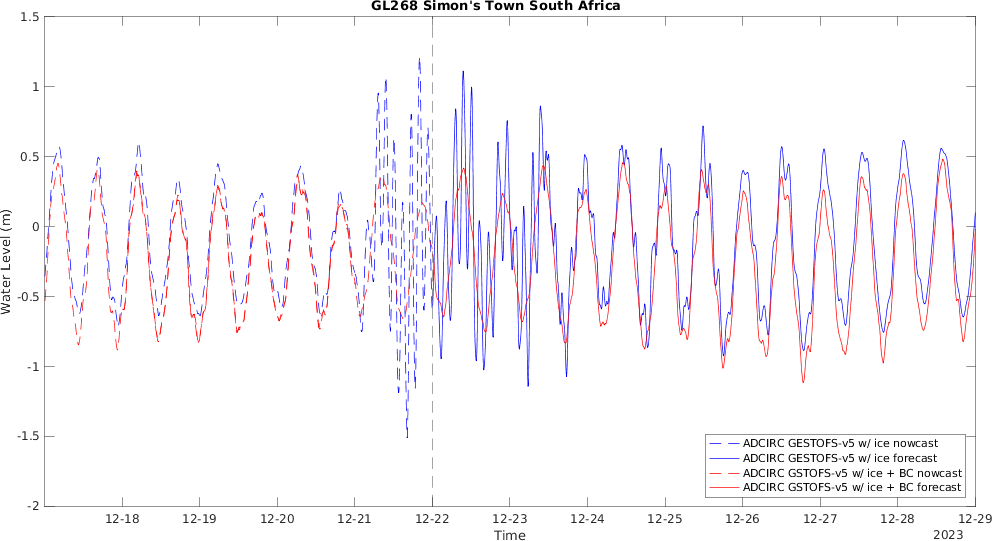 GL268 Simon's Town South Africa
1.5
1
0.5
0
-0.5
-1
-1.5
-2
Water Level (m)
ADCIRC GESTOFS-v5 w/ ice nowcast
ADCIRC GESTOFS-v5 w/ ice forecast
ADCIRC GSTOFS-v5 w/ ice + BC nowcast
ADCIRC GSTOFS-v5 w/ ice + BC forecast
12-18 12-19 12-20 12-21 12-22 12-23 12-24 12-25 12-26 12-27 12-28 12-29
Time
2023